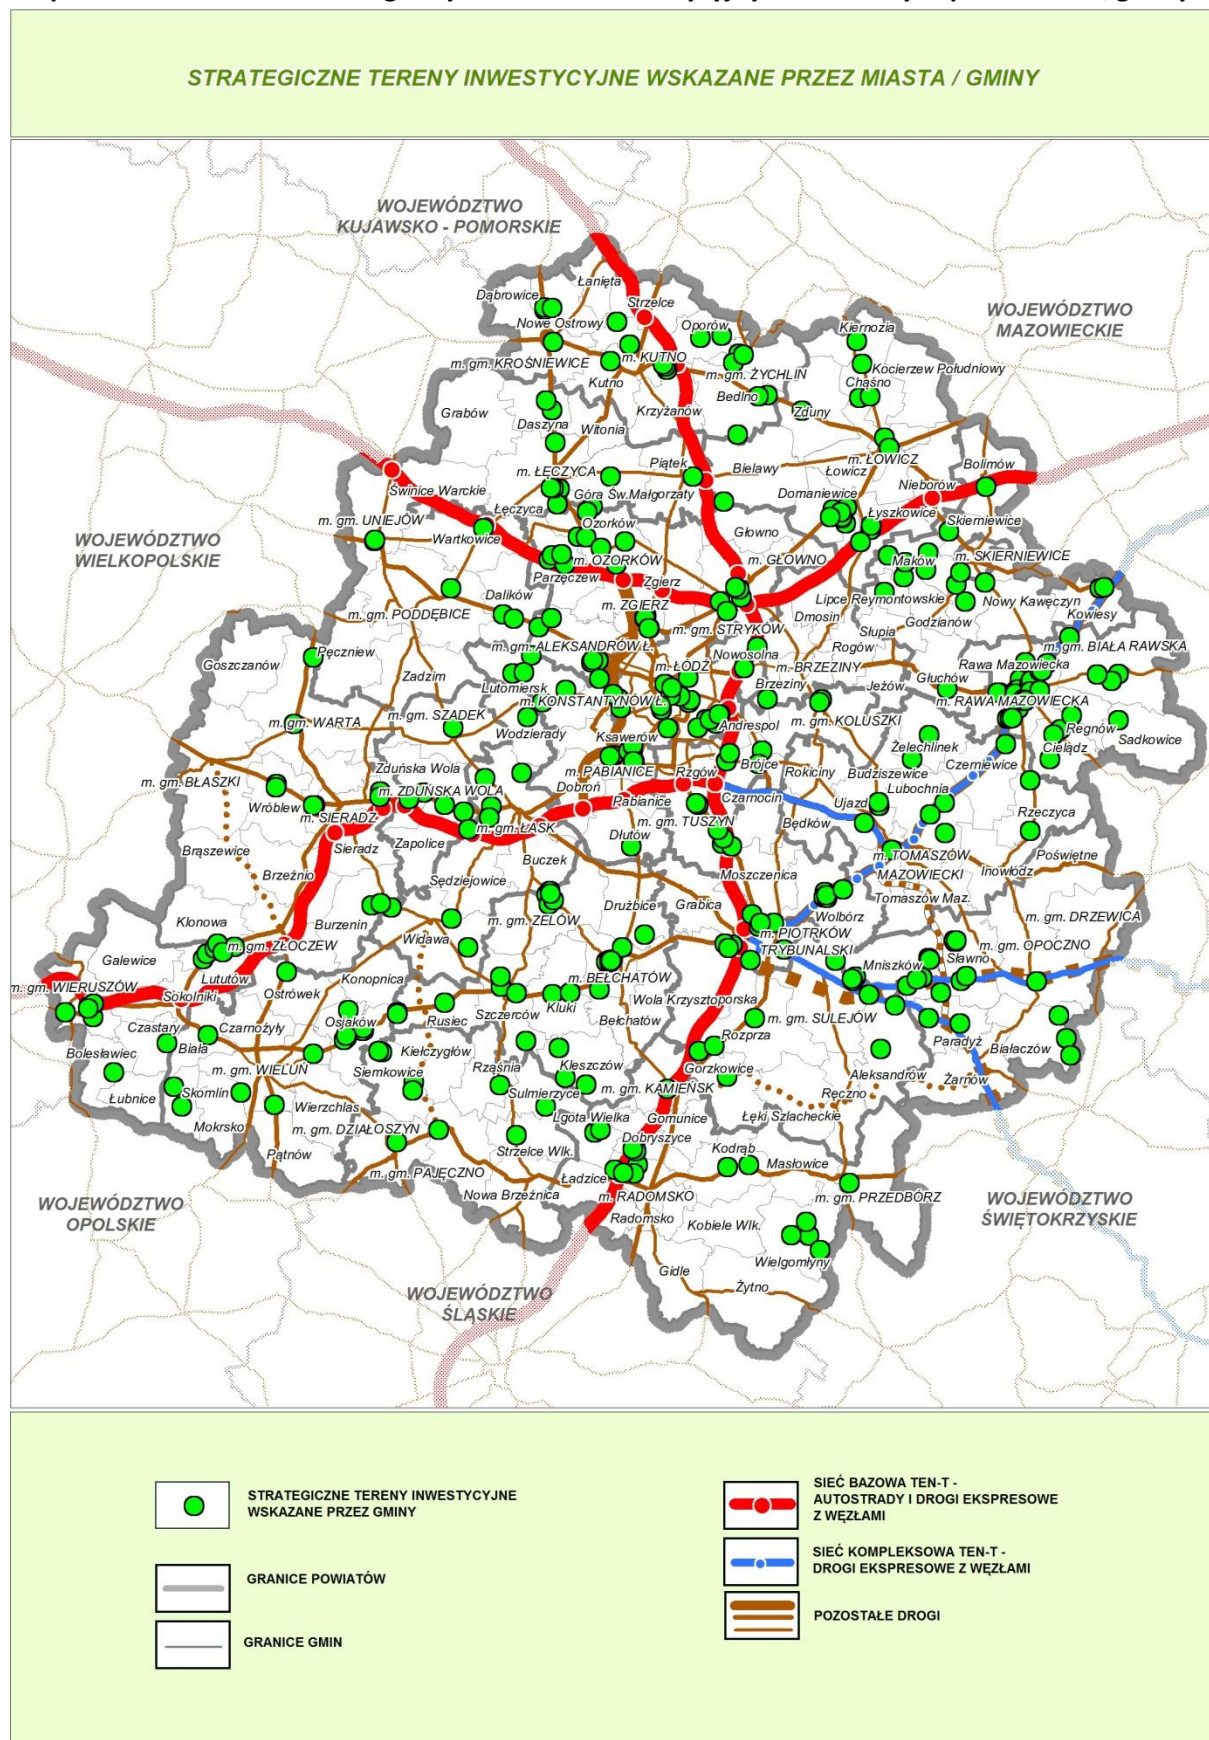 STRATEGICZNE TERENY INWESTYCYJNE WSKAZANE PRZEZ MIASTA / GMINY
WOJEWÓDZTWO
KUJAWSKO - POMORSKIE
WOJEWÓDZTWO
MAZOWIECKIE
WOJEWÓDZTWO
WIELKOPOLSKIE
WOJEWÓDZTWO
OPOLSKIE
WOJEWÓDZTWO
ŚLĄSKIE
WOJEWÓDZTWO
ŚWIĘTOKRZYSKIE
Łanięta
Dąbrowice
Strzelce
Nowe Ostrowy
Oporów
Kiernozia
m. KUTNO
m. gm. KROŚNIEWICE
Kocierzew Południowy
Kutno
m. gm. ŻYCHLIN
Chąśno
Bedlno
Grabów
Krzyżanów
Zduny
Daszyna
Witonia
m. ŁOWICZ
m. ŁĘCZYCA
Piątek
Bielawy
Łowicz
Bolimów
Świnice Warckie
Góra Św.Małgorzaty
Domaniewice
Nieborów
Łęczyca
Łyszkowice
m. gm. UNIEJÓW
Ozorków
Skierniewice
Wartkowice
Głowno
m. OZORKÓW
m. GŁOWNO
m. SKIERNIEWICE
Maków
Parzęczew
Zgierz
Dalików
Lipce Reymontowskie
Nowy Kawęczyn
m. gm. PODDĘBICE
m. ZGIERZ
Dmosin
Godzianów
Kowiesy
m. gm. STRYKÓW
Słupia
Pęczniew
m. gm. ALEKSANDRÓW Ł.
Nowosolna
Rogów
m. gm. BIAŁA RAWSKA
Goszczanów
Zadzim
m. ŁÓDŹ
m. BRZEZINY
Rawa Mazowiecka
Lutomiersk
Brzeziny
Jeżów
Głuchów
m. KONSTANTYNÓW Ł.
m. RAWA MAZOWIECKA
m. gm. WARTA
m. gm. SZADEK
m. gm. KOLUSZKI
Andrespol
Regnów
Wodzierady
Ksawerów
Żelechlinek
Sadkowice
Cielądz
m. gm. BŁASZKI
Zduńska Wola
m. PABIANICE
Rzgów
Brójce
Rokiciny
Budziszewice
Czerniewice
m. ZDUŃSKA WOLA
Dobroń
Lubochnia
Wróblew
Pabianice
Czarnocin
Ujazd
m. SIERADZ
m. gm. ŁASK
m. gm. TUSZYN
Będków
Rzeczyca
Sieradz
Zapolice
Dłutów
Brąszewice
Buczek
Moszczenica
m. TOMASZÓW
MAZOWIECKI
Poświętne
Brzeźnio
Sędziejowice
Inowłódz
Tomaszów Maz.
Drużbice
Grabica
m. gm. ZELÓW
Wolbórz
m. gm. DRZEWICA
Klonowa
Burzenin
m. PIOTRKÓW
TRYBUNALSKI
Widawa
m. gm. ZŁOCZEW
m. gm. OPOCZNO
Galewice
Sławno
Lututów
Konopnica
m. BEŁCHATÓW
Mniszków
m. gm. WIERUSZÓW
Ostrówek
Sokolniki
Wola Krzysztoporska
Kluki
Rusiec
Szczerców
Osjaków
Bełchatów
m. gm. SULEJÓW
Czastary
Czarnożyły
Rozprza
Paradyż
Bolesławiec
Biała
Kiełczygłów
Białaczów
m. gm. WIELUŃ
Siemkowice
Rząśnia
Kleszczów
Gorzkowice
Aleksandrów
Żarnów
Łubnice
Skomlin
Sulmierzyce
m. gm. KAMIEŃSK
Ręczno
Wierzchlas
Mokrsko
Lgota Wielka
Gomunice
Łęki Szlacheckie
m. gm. DZIAŁOSZYN
Dobryszyce
Pątnów
Strzelce Wlk.
Kodrąb
Masłowice
m. gm. PAJĘCZNO
Ładzice
m. RADOMSKO
m. gm. PRZEDBÓRZ
Nowa Brzeźnica
Radomsko
Kobiele Wlk.
Wielgomłyny
Gidle
Żytno
STRATEGICZNE TERENY INWESTYCYJNE
WSKAZANE PRZEZ GMINY
GRANICE POWIATÓW
GRANICE GMIN
SIEĆ BAZOWA TEN-T -
AUTOSTRADY I DROGI EKSPRESOWE
Z WĘZŁAMI
SIEĆ KOMPLEKSOWA TEN-T -
DROGI EKSPRESOWE Z WĘZŁAMI
POZOSTAŁE DROGI